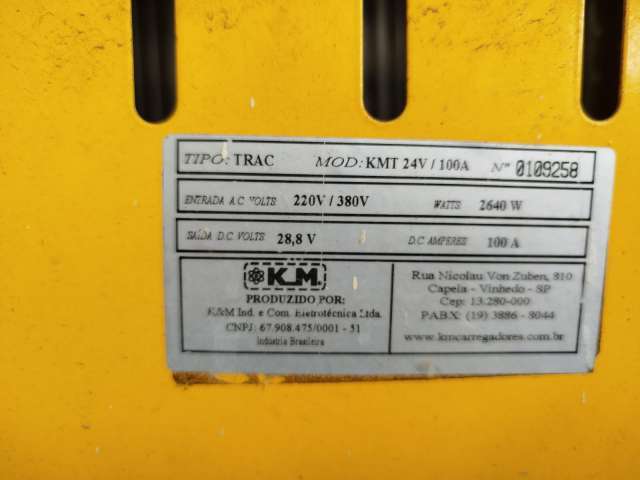 TIPO: TRAC MOD: KMT 24V / 100A Nº 0109258
ENTRADA A.C VOLTS 220V / 380V WATTS 2640 W
SAÍDA D.C VOLTS 28,8 V D.C AMPERES 100 A
K.M.
PRODUZIDO POR:
K&M Ind. e Com. Eletrotécnica Ltda.
CNPJ: 67.908.475/0001 - 31
Indústria Brasileira
Rua Nicolau Von Zuben, 810
Capela - Vinhedo - SP
Cep: 13.280-000
PABX: (19) 3886 - 8044
www.kmcarregadores.com.br